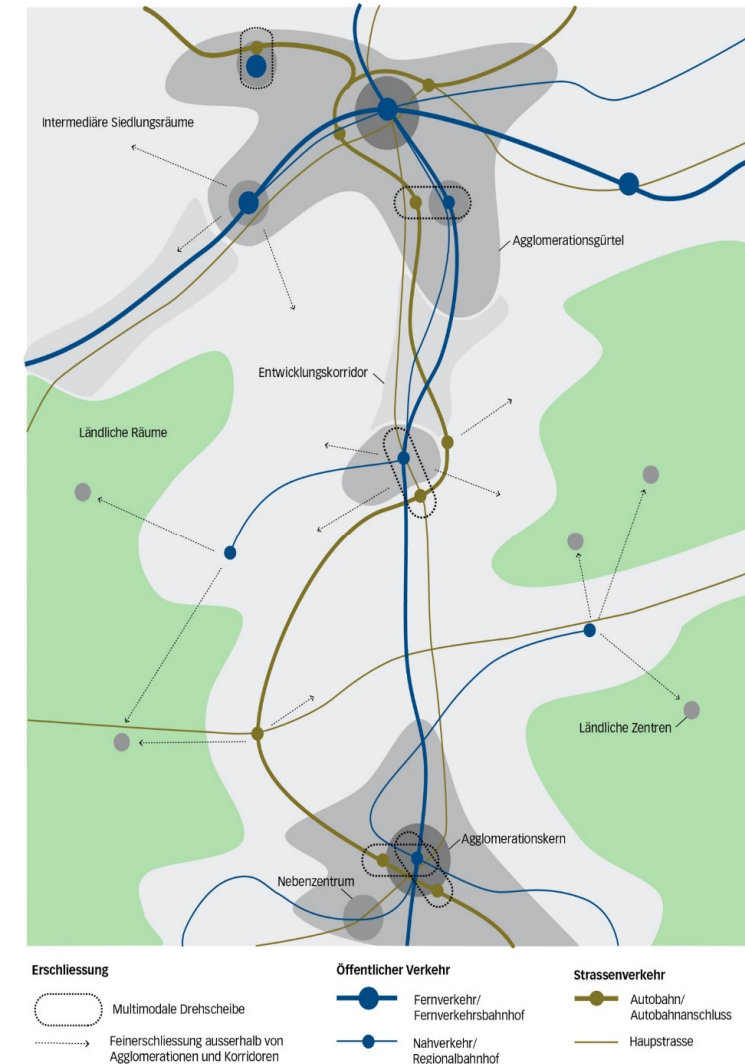 Intermediäre Siedlungsräume
Agglomerationsgürtel
Entwicklungskorridor
Ländliche Räume
Ländliche Zentren
Agglomerationskern
Nebenzentrum
Erschliessung
Multimodale Drehscheibe
Feinerschliessung ausserhalb von
Agglomerationen und Korridoren
Öffentlicher Verkehr
Fernverkehr/
Fernverkehrsbahnhof
Nahverkehr/
Regionalbahnhof
Strassenverkehr
Autobahn/
Autobahnanschluss
Haupstrasse